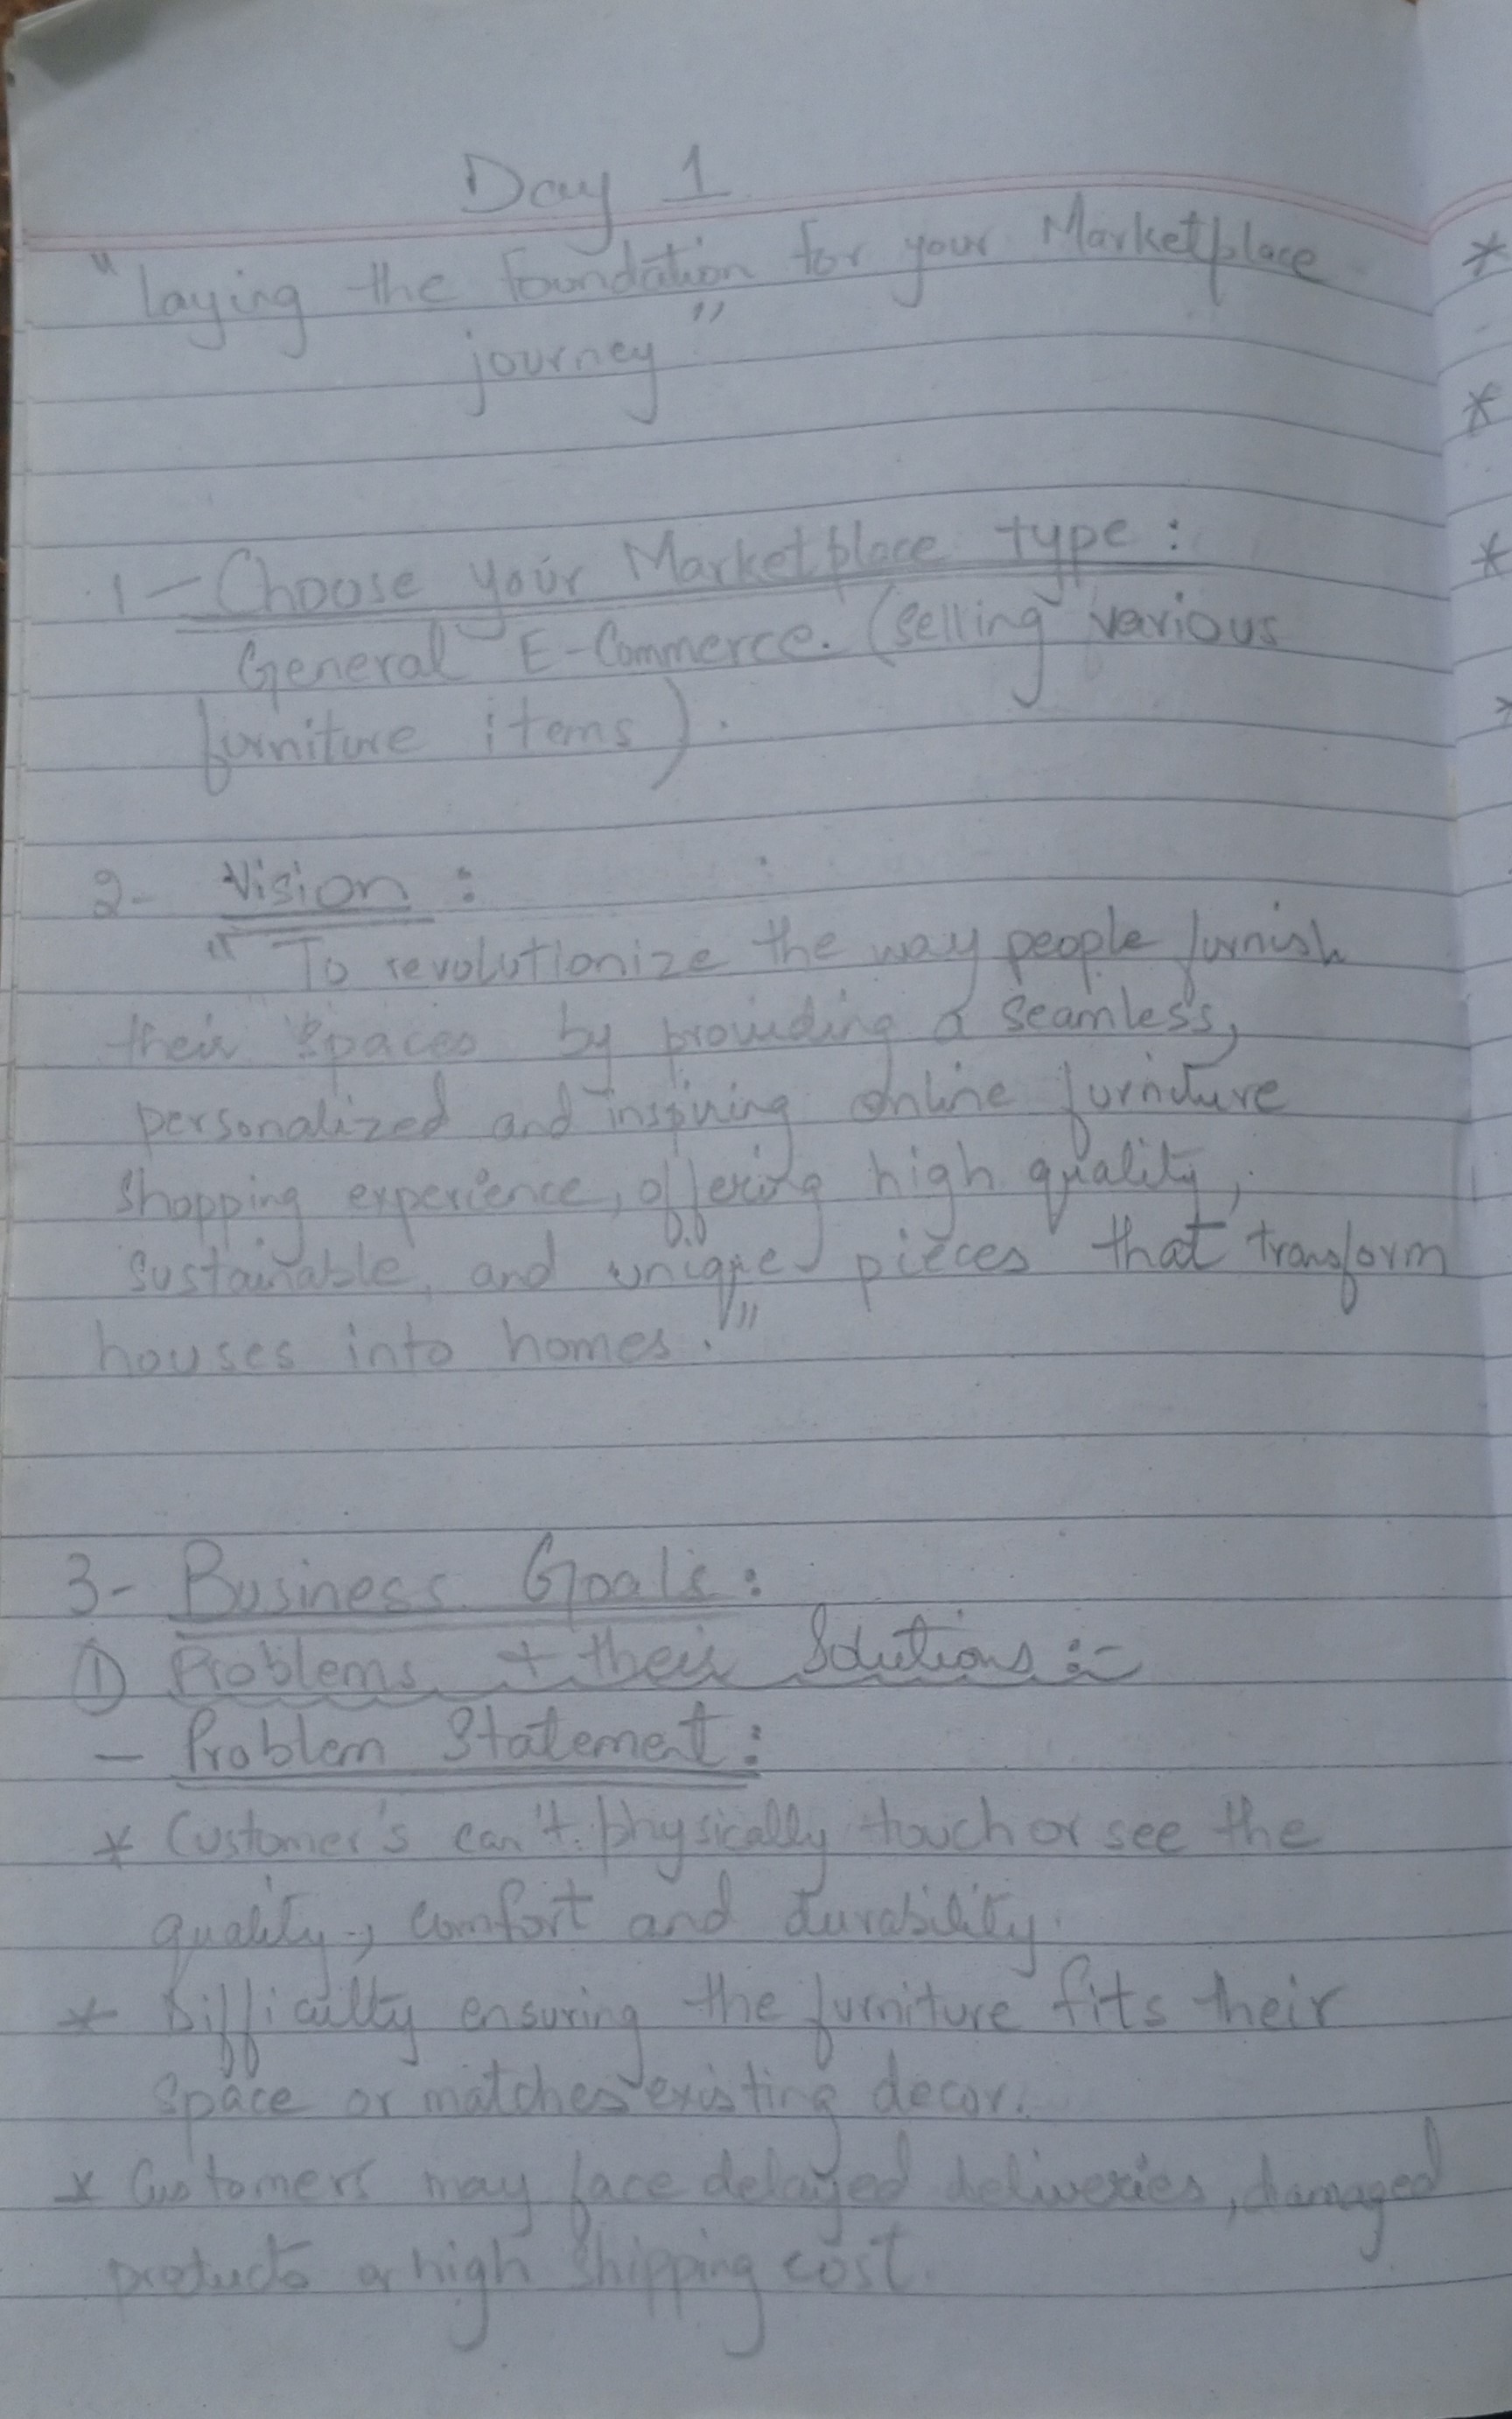 Day 1
"laying the foundation for your Marketplace
journey"
1- Choose your Marketplace type :
General E-Commerce. (selling various
furniture items).
2- Vision :
"To revolutionize the way people furnish
their spaces by providing a seamless,
personalized and inspiring online furniture
shopping experience, offering high quality,
sustainable, and unique pieces that transform
houses into homes."
3- Business Goals :
① Problems + their Solutions :-
- Problem Statement :
* Customer's can't physically touch or see the
quality, comfort and durability.
* Difficulty ensuring the furniture fits their
space or matches existing decor.
* Customers may face delayed deliveries, damaged
products or high shipping cost.
*
*
*